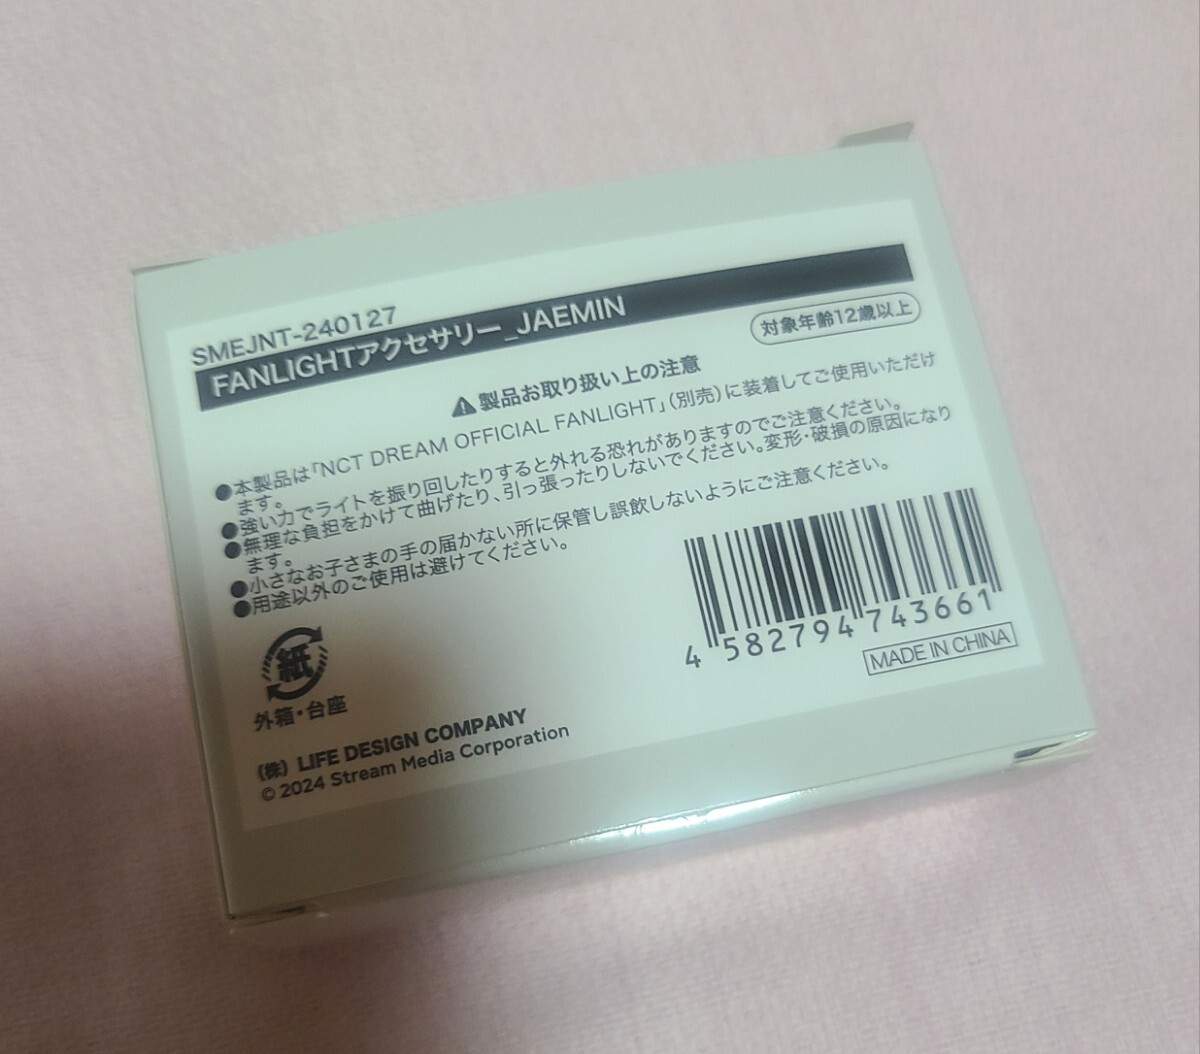 SMEJNT-240127
FANLIGHTアクセサリー_JAEMIN
対象年齢12歳以上
⚠製品お取り扱い上の注意
●本製品は「NCT DREAM OFFICIAL FANLIGHT」(別売)に装着してご使用いただけ
ます。
●強い力でライトを振り回したりすると外れる恐れがありますのでご注意ください。
●無理な負担をかけて曲げたり、引っ張ったりしないでください。変形・破損の原因になり
ます。
●小さなお子さまの手の届かない所に保管し誤飲しないようにご注意ください。
●用途以外のご使用は避けてください。
紙
外箱・台座
4 582794 743661
MADE IN CHINA
(株) LIFE DESIGN COMPANY
© 2024 Stream Media Corporation